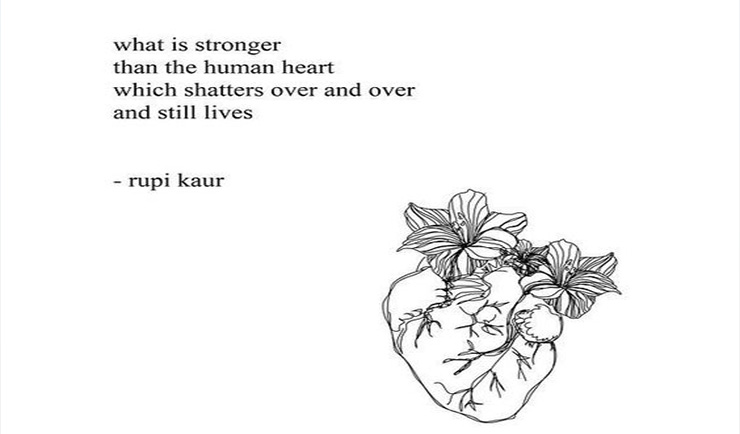 what is stronger
than the human heart
which shatters over and over
and still lives
- rupi kaur